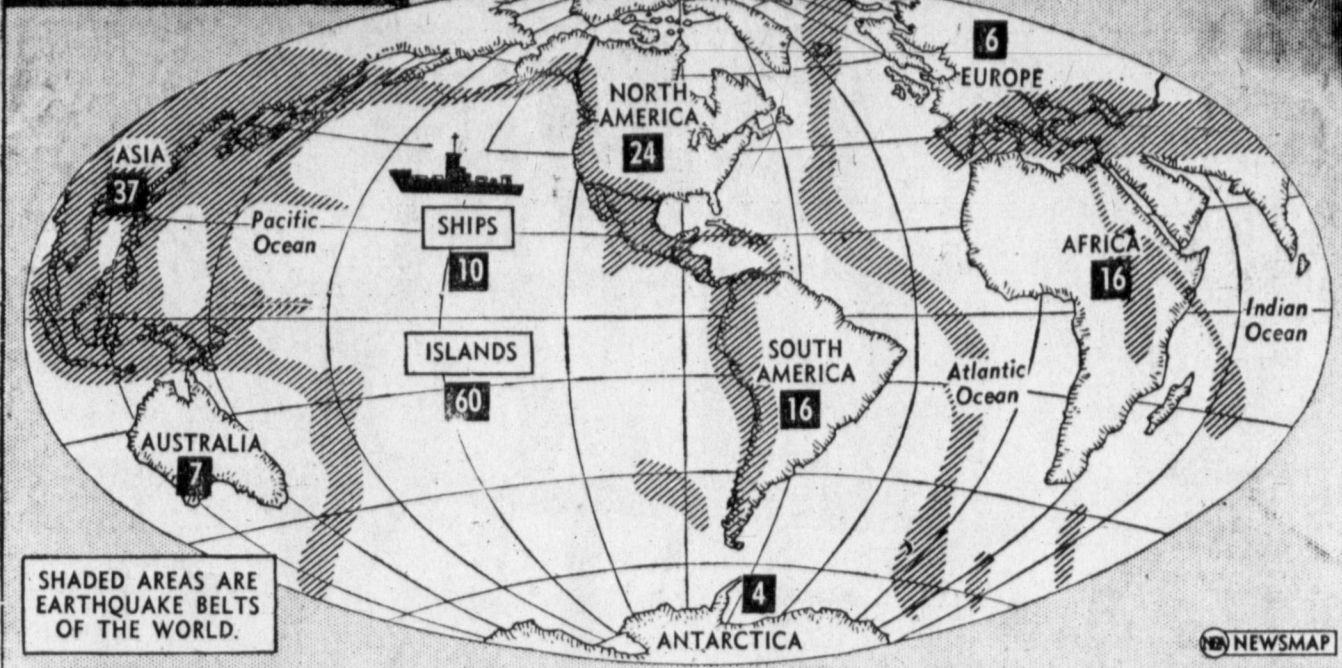 6
EUROPE
NORTH
AMERICA
24
ASIA
37
Pacific
Ocean
SHIPS
10
ISLANDS
60
AFRICA
16
Indian
Ocean
SOUTH
AMERICA
16
Atlantic
Ocean
AUSTRALIA
7
SHADED AREAS ARE
EARTHQUAKE BELTS
OF THE WORLD.
4
ANTARCTICA
NEA NEWSMAP